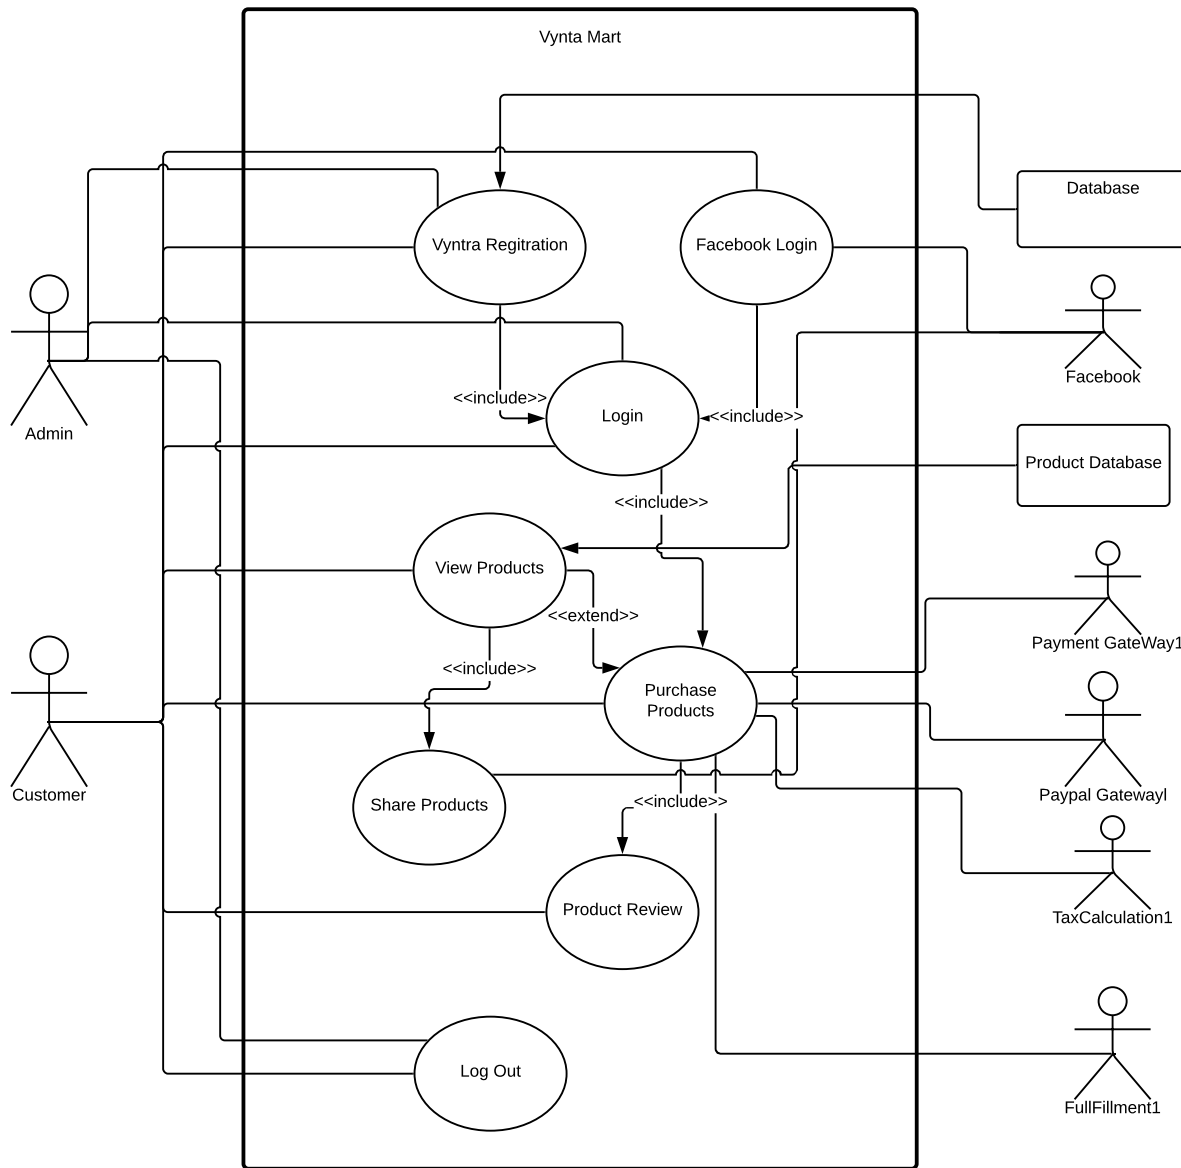 Vynta Mart
Database
Vyntra Regitration
Facebook Login
Facebook
<<include>>
Login
<<include>>
Admin
Product Database
<<include>>
View Products
<<extend>>
Payment GateWay1
<<include>>
Purchase
Products
Customer
Share Products
<<include>>
Paypal Gatewayl
Product Review
TaxCalculation1
Log Out
FullFillment1